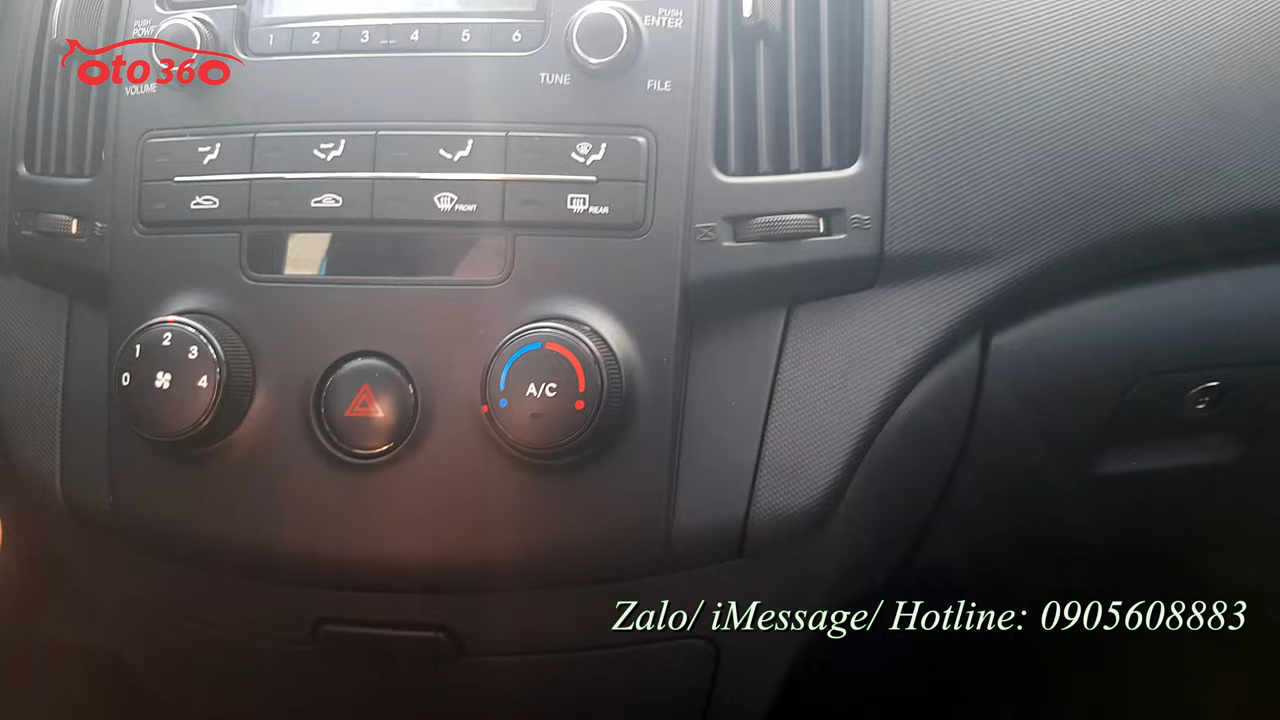 PUSH
POWER
VOLUME
oto360
1 2 3 4 5 6
PUSH
ENTER
TUNE
FILE
FRONT
REAR
0 1 2 3 4
A/C
Zalo/ iMessage/ Hotline: 0905608883